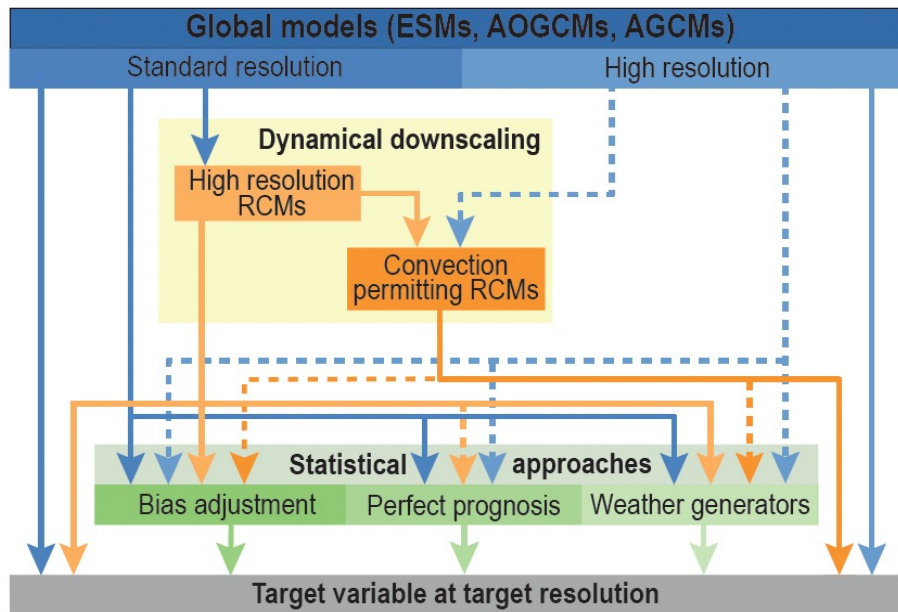 Global models (ESMs, AOGCMs, AGCMs)
Standard resolution
High resolution
Dynamical downscaling
High resolution
RCMs
Convection
permitting RCMs
Statistical approaches
Bias adjustment
Perfect prognosis
Weather generators
Target variable at target resolution